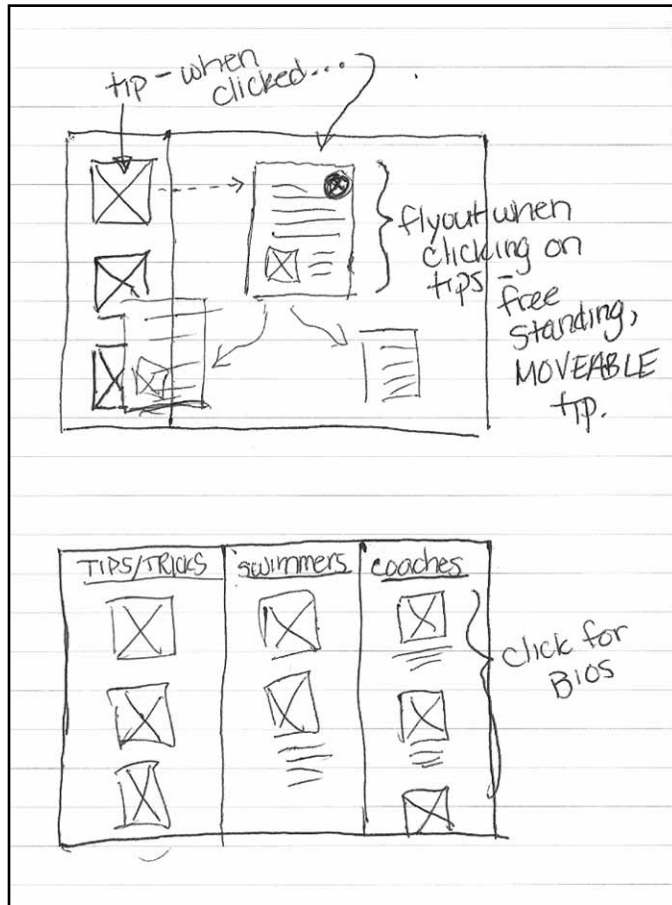 tip - when
clicked...
flyout when
clicking on
tips -
free
standing,
MOVEABLE
tip.
TIPS/TRICKS
swimmers
coaches
click for
BIOS